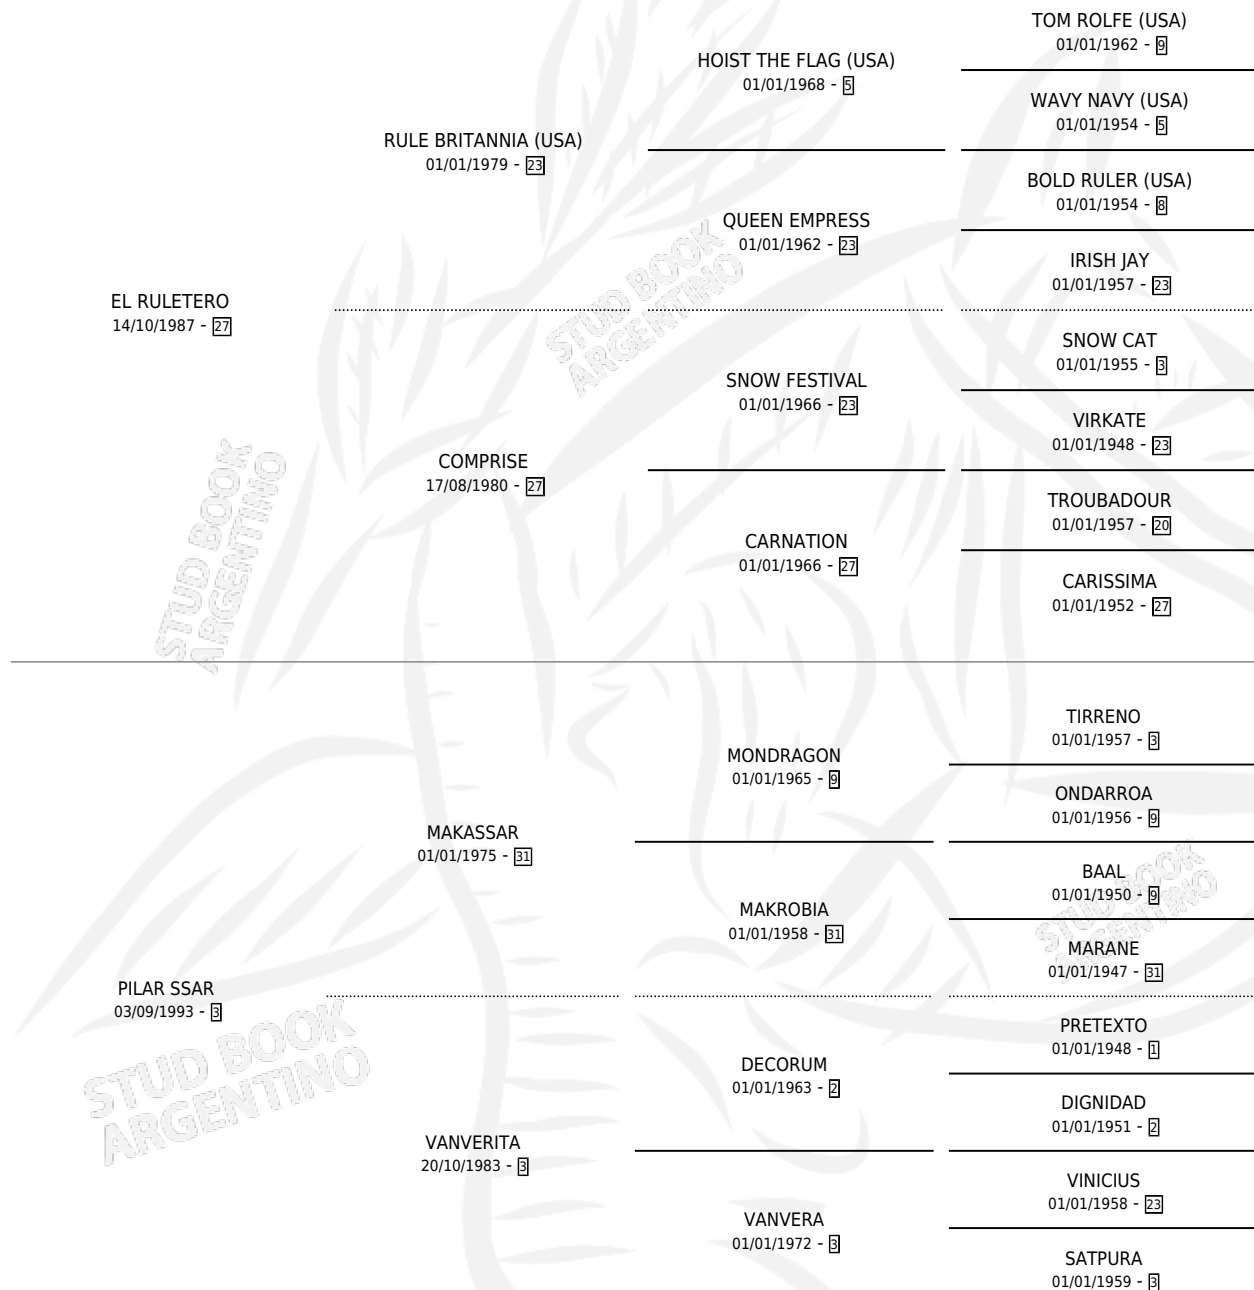 TOM ROLFE (USA)
01/01/1962 - 9
HOIST THE FLAG (USA)
01/01/1968 - 5
WAVY NAVY (USA)
01/01/1954 - 5
RULE BRITANNIA (USA)
01/01/1979 - 23
BOLD RULER (USA)
01/01/1954 - 8
QUEEN EMPRESS
01/01/1962 - 23
IRISH JAY
01/01/1957 - 23
EL RULETERO
14/10/1987 - 27
SNOW CAT
01/01/1955 - 3
SNOW FESTIVAL
01/01/1966 - 23
VIRKATE
01/01/1948 - 23
COMPRISE
17/08/1980 - 27
TROUBADOUR
01/01/1957 - 20
CARNATION
01/01/1966 - 27
CARISSIMA
01/01/1952 - 27
TIRRENO
01/01/1957 - 3
MONDRAGON
01/01/1965 - 9
ONDARROA
01/01/1956 - 9
MAKASSAR
01/01/1975 - 31
BAAL
01/01/1950 - 9
MAKROBIA
01/01/1958 - 31
MARANE
01/01/1947 - 31
PILAR SSAR
03/09/1993 - 3
PRETEXTO
01/01/1948 - 1
DECORUM
01/01/1963 - 2
DIGNIDAD
01/01/1951 - 2
VANVERITA
20/10/1983 - 3
VINICIUS
01/01/1958 - 23
VANVERA
01/01/1972 - 3
SATPURA
01/01/1959 - 3
STUD BOOK
ARGENTINO
STUD BOOK
ARGENTINO
STUD BOOK
ARGENTINO
STUD BOOK
ARGENTINO